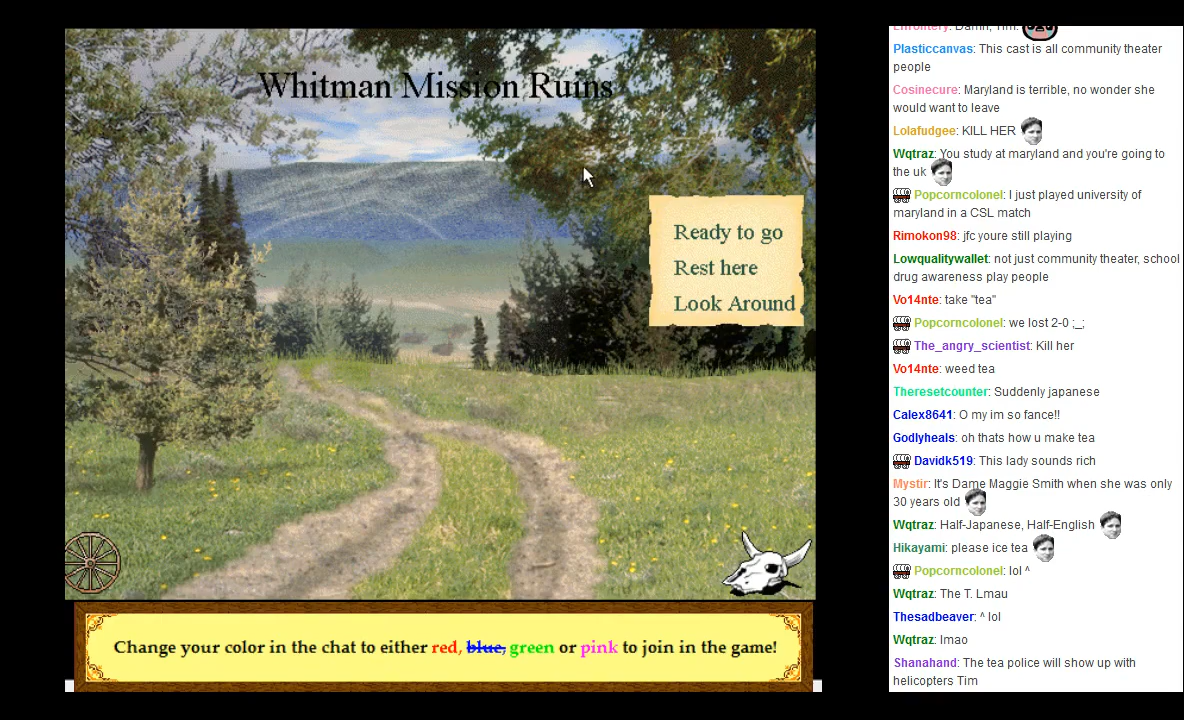 Whitman Mission Ruins
Ready to go
Rest here
Look Around
Change your color in the chat to either red, blue, green or pink to join in the game!
Plasticcanvas: This cast is all community theater
people
Cosinecure: Maryland is terrible, no wonder she
would want to leave
Lolafudgee: KILL HER
Wqtraz: You study at maryland and you're going to
the uk
Popcorncolonel: I just played university of
maryland in a CSL match
Rimokon98: jfc youre still playing
Lowqualitywallet: not just community theater, school
drug awareness play people
Vo14nte: take "tea"
Popcorncolonel: we lost 2-0 ;_;
The_angry_scientist: Kill her
Vo14nte: weed tea
Theresetcounter: Suddenly japanese
Calex8641: O my im so fance!!
Godlyheals: oh thats how u make tea
Davidk519: This lady sounds rich
Mystir: It's Dame Maggie Smith when she was only
30 years old
Wqtraz: Half-Japanese, Half-English
Hikayami: please ice tea
Popcorncolonel: lol ^
Wqtraz: The T. Lmau
Thesadbeaver: ^ lol
Wqtraz: lmao
Shanahand: The tea police will show up with
helicopters Tim